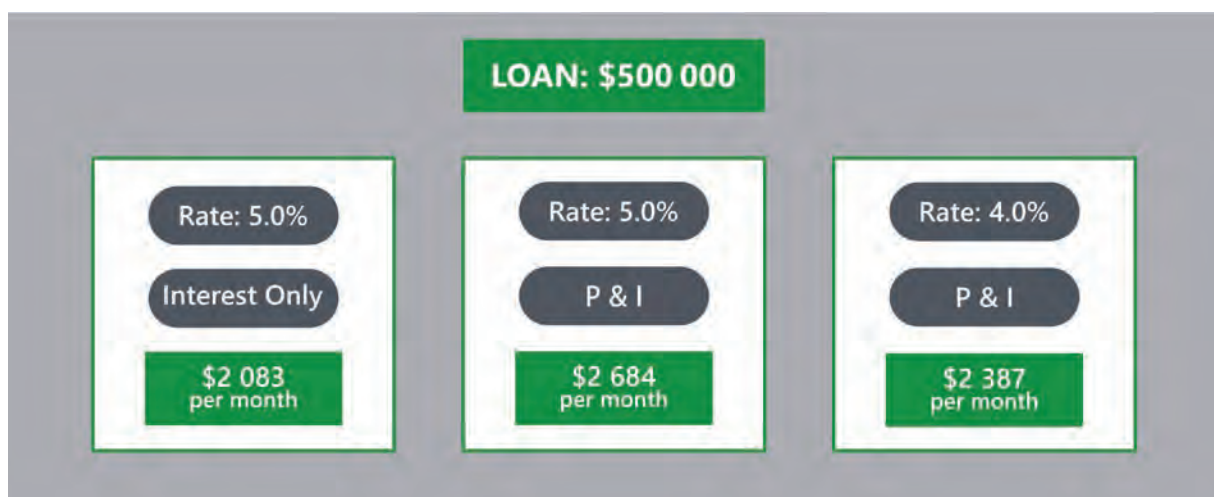 LOAN: $500 000
Rate: 5.0%
Interest Only
$2 083
per month
Rate: 5.0%
P & I
$2 684
per month
Rate: 4.0%
P & I
$2 387
per month